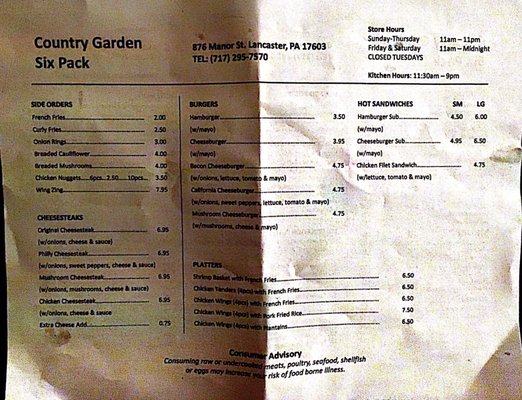 Country Garden
Six Pack
876 Manor St. Lancaster, PA 17603
TEL: (717) 295-7570
Store Hours
Sunday-Thursday 11am – 11pm
Friday & Saturday 11am – Midnight
CLOSED TUESDAYS
Kitchen Hours: 11:30am – 9pm
SIDE ORDERS
French Fries 2.00
Curly Fries 2.50
Onion Rings 3.00
Breaded Cauliflower 4.00
Breaded Mushrooms 4.00
Chicken Nuggets 6pcs. 2.50 10pcs. 3.50
Wing Zing 7.95
CHEESESTEAKS
Original Cheesesteak 6.95
(w/onions, cheese & sauce)
Philly Cheesesteak 6.95
(w/onions, sweet peppers, cheese & sauce)
Mushroom Cheesesteak 6.95
(w/onions, mushrooms, cheese & sauce)
Chicken Cheesesteak 6.95
(w/onions, cheese & sauce
Extra Cheese Add 0.75
BURGERS
Hamburger 3.50
(w/mayo)
Cheeseburger 3.95
(w/mayo)
Bacon Cheeseburger 4.75
(w/onions, lettuce, tomato & mayo)
California Cheeseburger 4.75
(w/onions, sweet peppers, lettuce, tomato & mayo)
Mushroom Cheeseburger 4.75
(w/mushrooms, cheese & mayo)
HOT SANDWICHES SM LG
Hamburger Sub 4.50 6.00
(w/mayo)
Cheeseburger Sub 4.95 6.50
(w/mayo)
Chicken Filet Sandwich 4.75
(w/lettuce, tomato & mayo)
PLATTERS
Shrimp Basket with French Fries 6.50
Chicken Tenders (4pcs) with French Fries 6.50
Chicken Wings (4pcs) with French Fries 6.50
Chicken Wings (4pcs) with Pork Fried Rice 7.50
Chicken Wings (4pcs) with Plantains 6.50
Consumer Advisory
Consuming raw or undercooked meats, poultry, seafood, shellfish
or eggs may increase your risk of food borne illness.